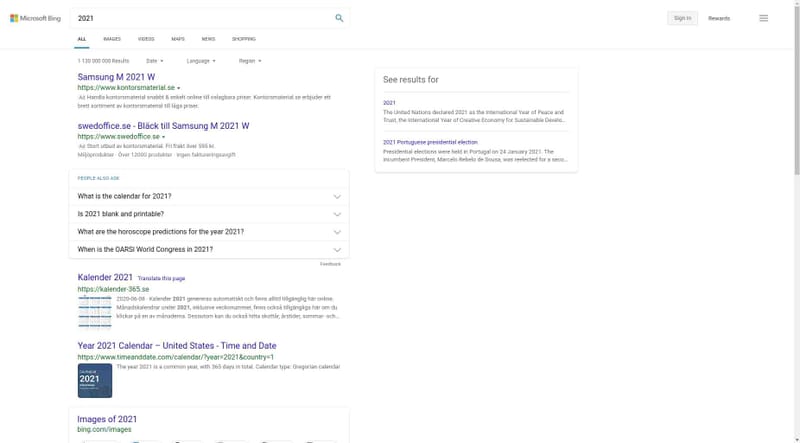 Microsoft Bing
2021
Sign in
Rewards
ALL
IMAGES
VIDEOS
MAPS
NEWS
SHOPPING
1 130 000 000 Results
Date
Language
Region
Samsung M 2021 W
https://www.kontorsmaterial.se
Ad Handla kontorsmaterial snabbt & enkelt online till oslagbara priser. Kontorsmaterial.se erbjuder ett
brett sortiment av kontorsmaterial till låga priser.
swedoffice.se - Bläck till Samsung M 2021 W
https://www.swedoffice.se
Ad Stort utbud av kontorsmaterial. Fri frakt över 595 kr.
Miljöprodukter · Över 12000 produkter · Ingen faktureringsavgift
PEOPLE ALSO ASK
What is the calendar for 2021?
Is 2021 blank and printable?
What are the horoscope predictions for the year 2021?
When is the OARSI World Congress in 2021?
Feedback
Kalender 2021 Translate this page
https://kalender-365.se
2020-06-08 · Kalender 2021 genereras automatiskt och finns alltid tillgänglig här online.
Månadskalendrar under 2021, inklusive veckonummer, finns också tillgängliga här om du
klickar på en av månaderna. Dessutom kan du också hitta skottår, årstider, sommar- och...
Year 2021 Calendar – United States - Time and Date
https://www.timeanddate.com/calendar/?year=2021&country=1
2021
The year 2021 is a common year, with 365 days in total. Calendar type: Gregorian calendar
Images of 2021
bing.com/images
See results for
2021
The United Nations declared 2021 as the International Year of Peace and
Trust, the International Year of Creative Economy for Sustainable Develo...
2021 Portuguese presidential election
Presidential elections were held in Portugal on 24 January 2021. The
incumbent President, Marcelo Rebelo de Sousa, was reelected for a seco...